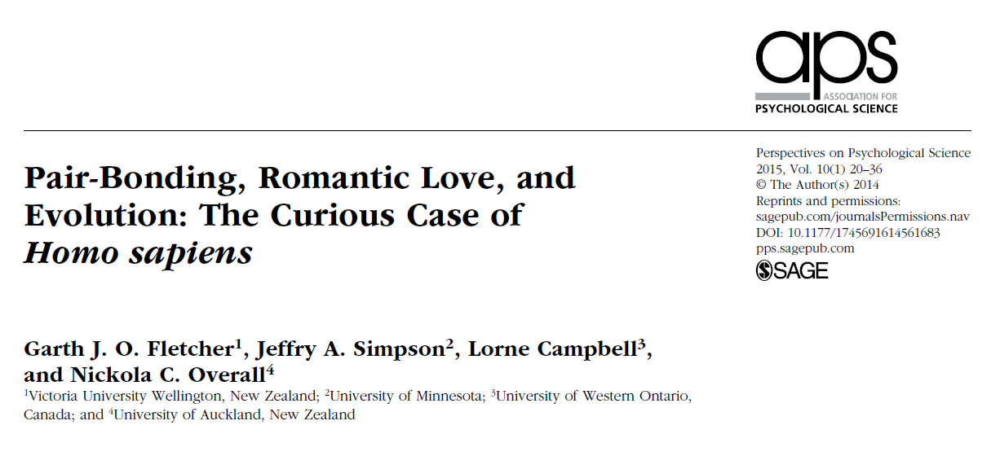 aps
ASSOCIATION FOR
PSYCHOLOGICAL SCIENCE
Pair-Bonding, Romantic Love, and
Evolution: The Curious Case of
Homo sapiens
Perspectives on Psychological Science
2015, Vol. 10(1) 20–36
© The Author(s) 2014
Reprints and permissions:
sagepub.com/journalsPermissions.nav
DOI: 10.1177/1745691614561683
pps.sagepub.com
SSAGE
Garth J. O. Fletcher¹, Jeffry A. Simpson², Lorne Campbell³,
and Nickola C. Overall⁴
¹Victoria University Wellington, New Zealand; ²University of Minnesota; ³University of Western Ontario,
Canada; and ⁴University of Auckland, New Zealand